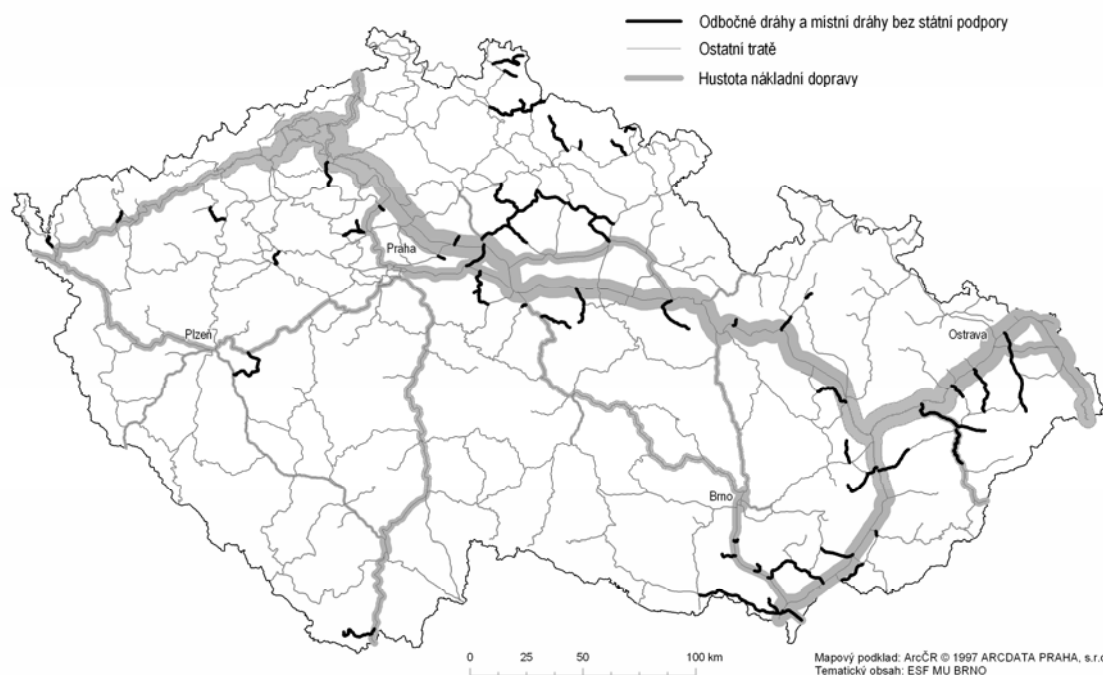 Odbočné dráhy a místní dráhy bez státní podpory
Ostatní tratě
Hustota nákladní dopravy
Praha
Plzeň
Ostrava
Brno
0 25 50 100 km
Mapový podklad: ArcČR © 1997 ARCDATA PRAHA, s.r.o
Tematický obsah: ESF MU BRNO